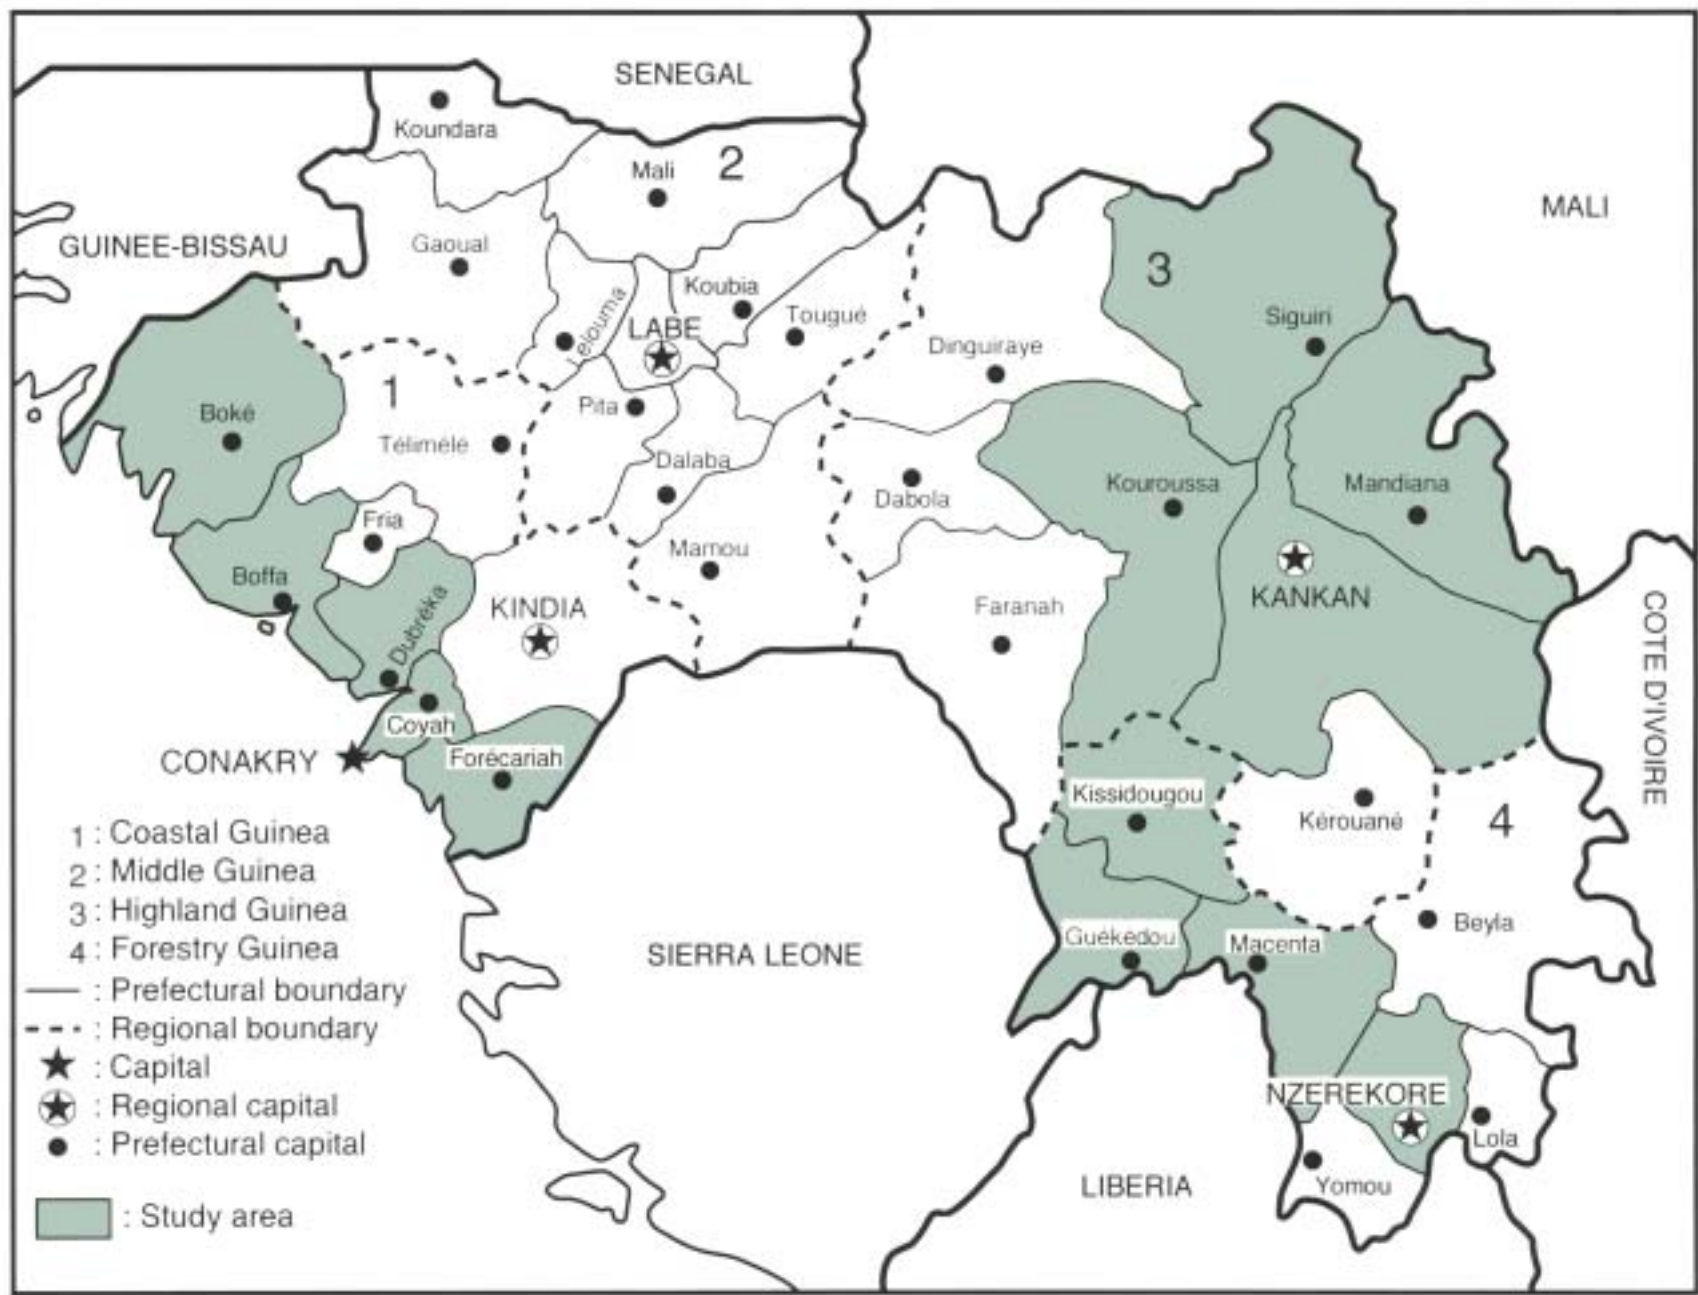 SENEGAL
Koundara
Mali
2
MALI
GUINEE-BISSAU
Gaoual
3
Koubia
Lelouma
LABE
Tougué
Siguiri
Dinguiraye
1
Boké
Pita
Télimélé
Dalaba
Dabola
Kouroussa
Mandiana
Fria
Mamou
Boffa
KINDIA
Dubréka
Faranah
KANKAN
COTE D'IVOIRE
Coyah
CONAKRY
Forécariah
Kissidougou
Kérouané
4
Beyla
Guékedou
Macenta
SIERRA LEONE
NZEREKORE
Lola
Yomou
LIBERIA
1 : Coastal Guinea
2 : Middle Guinea
3 : Highland Guinea
4 : Forestry Guinea
: Prefectural boundary
: Regional boundary
: Capital
: Regional capital
: Prefectural capital
: Study area